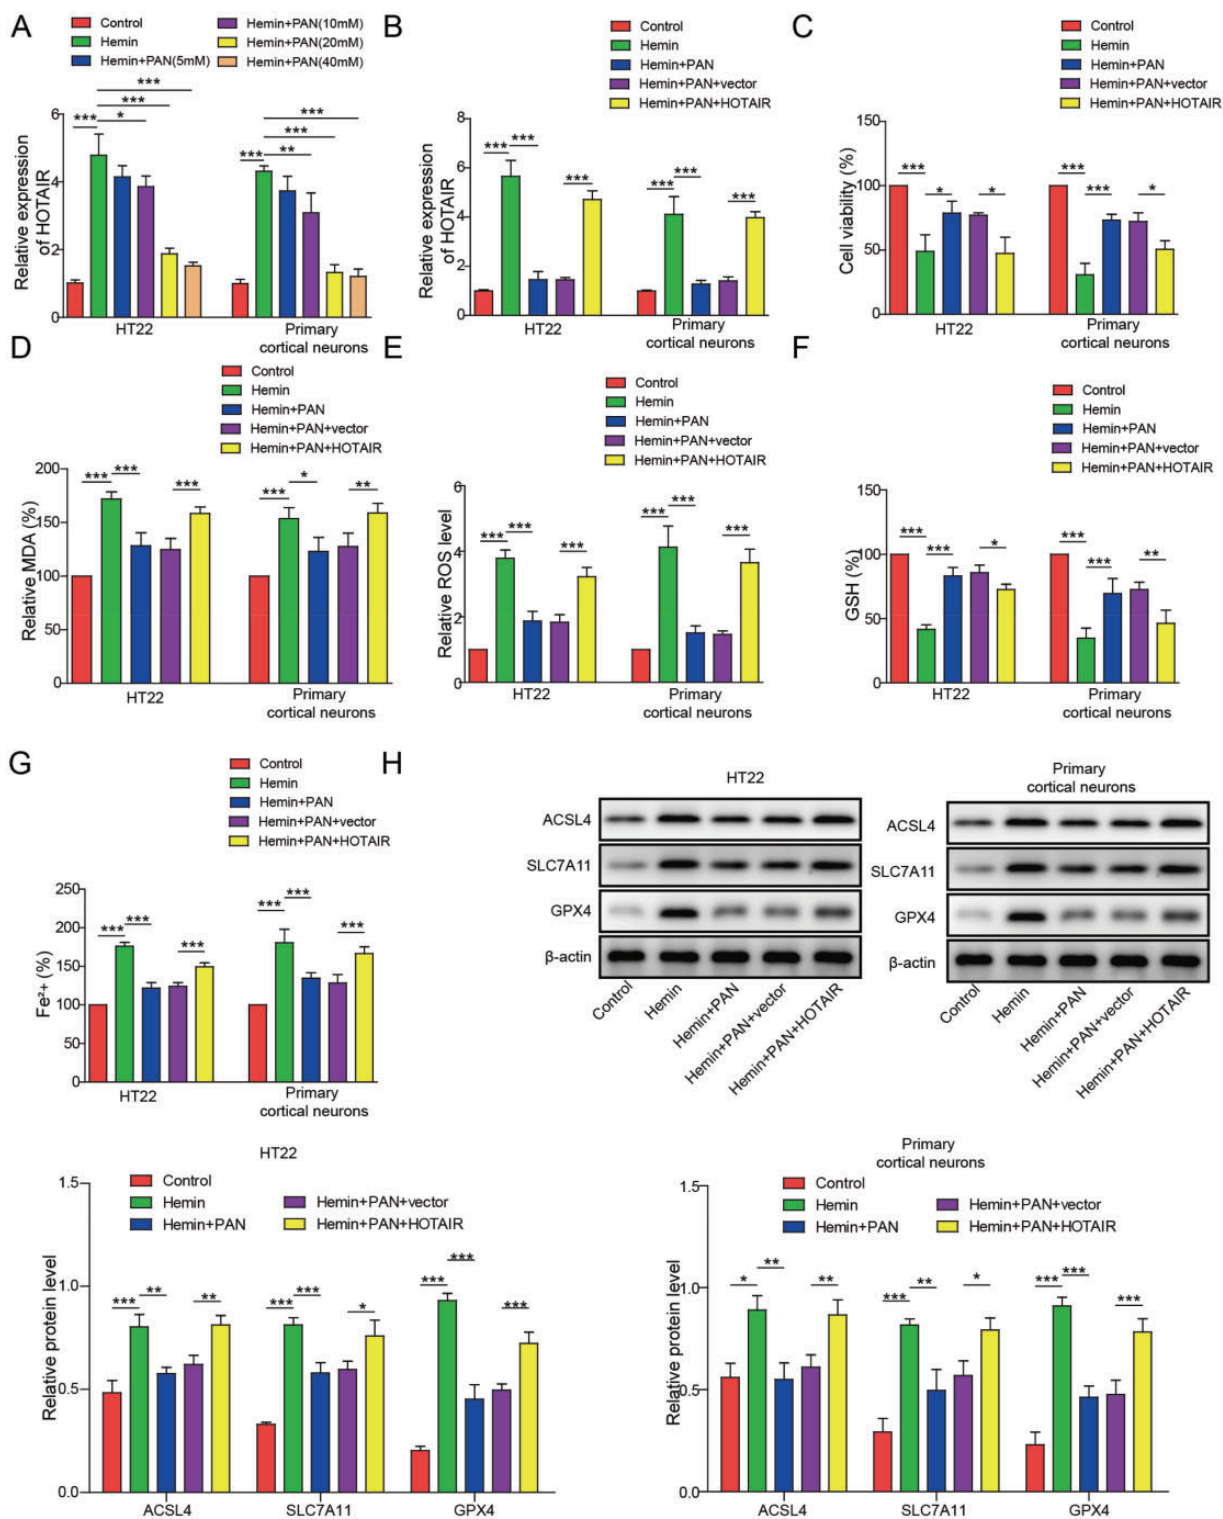 A
Control
Hemin
Hemin+PAN(5mM)
Hemin+PAN(10mM)
Hemin+PAN(20mM)
Hemin+PAN(40mM)
Relative expression
of HOTAIR
6
4
2
0
***
***
***
*
***
***
**
***
HT22
Primary
cortical neurons
B
Control
Hemin
Hemin+PAN
Hemin+PAN+vector
Hemin+PAN+HOTAIR
Relative expression
of HOTAIR
8
6
4
2
0
***
***
***
***
***
***
HT22
Primary
cortical neurons
C
Control
Hemin
Hemin+PAN
Hemin+PAN+vector
Hemin+PAN+HOTAIR
Cell viability (%)
150
100
50
0
***
*
*
***
***
*
HT22
Primary
cortical neurons
D
Control
Hemin
Hemin+PAN
Hemin+PAN+vector
Hemin+PAN+HOTAIR
Relative MDA (%)
200
150
100
50
0
***
***
***
***
*
**
HT22
Primary
cortical neurons
E
Control
Hemin
Hemin+PAN
Hemin+PAN+vector
Hemin+PAN+HOTAIR
Relative ROS level
6
4
2
0
***
***
***
***
***
***
HT22
Primary
cortical neurons
F
Control
Hemin
Hemin+PAN
Hemin+PAN+vector
Hemin+PAN+HOTAIR
GSH (%)
150
100
50
0
***
***
*
***
***
**
HT22
Primary
cortical neurons
G
Control
Hemin
Hemin+PAN
Hemin+PAN+vector
Hemin+PAN+HOTAIR
Fe²+ (%)
250
200
150
100
50
0
***
***
***
***
***
***
HT22
Primary
cortical neurons
H
HT22
ACSL4
SLC7A11
GPX4
β-actin
Control
Hemin
Hemin+PAN
Hemin+PAN+vector
Hemin+PAN+HOTAIR
Primary
cortical neurons
ACSL4
SLC7A11
GPX4
β-actin
Control
Hemin
Hemin+PAN
Hemin+PAN+vector
Hemin+PAN+HOTAIR
HT22
Control
Hemin
Hemin+PAN
Hemin+PAN+vector
Hemin+PAN+HOTAIR
Relative protein level
1.5
1.0
0.5
0.0
***
**
**
***
***
*
***
***
***
ACSL4
SLC7A11
GPX4
Primary
cortical neurons
Control
Hemin
Hemin+PAN
Hemin+PAN+vector
Hemin+PAN+HOTAIR
Relative protein level
1.5
1.0
0.5
0.0
*
**
**
***
**
*
***
***
***
ACSL4
SLC7A11
GPX4